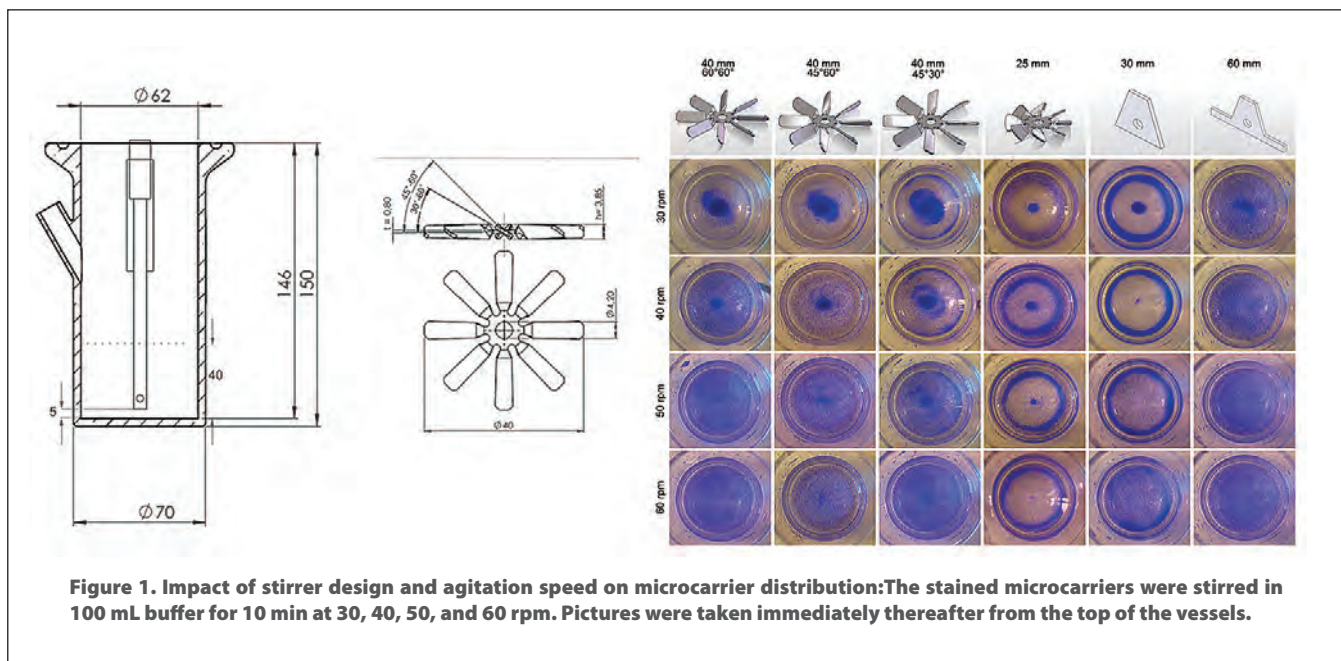 Φ62
146
150
40
5
Φ70
45°-60°
30°-60°
t = 0,80
h= 3,85
Φ4,20
Φ40
40 mm 40 mm 40 mm 25 mm 30 mm 60 mm
60°60° 45°60° 45°30°
30 rpm
40 rpm
50 rpm
60 rpm
Figure 1. Impact of stirrer design and agitation speed on microcarrier distribution:The stained microcarriers were stirred in
100 mL buffer for 10 min at 30, 40, 50, and 60 rpm. Pictures were taken immediately thereafter from the top of the vessels.